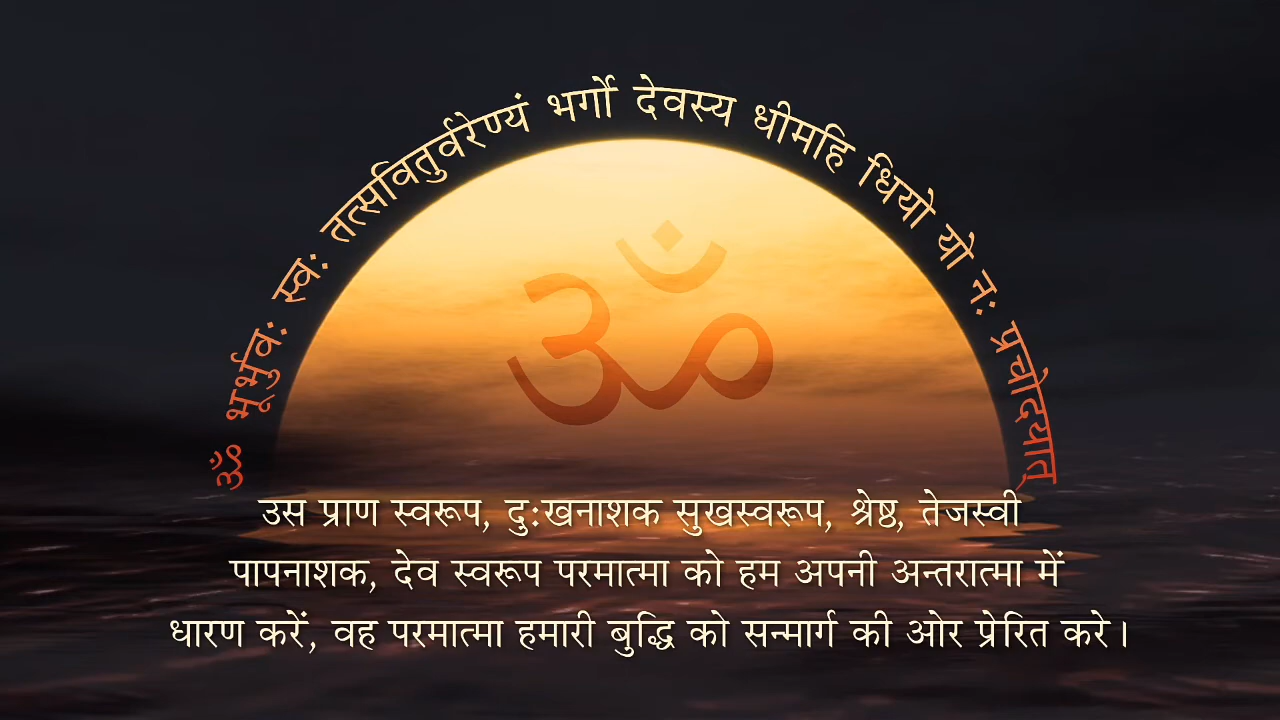 ॐ भूर्भुवः स्वः तत्सवितुर्वरेण्यं भर्गो देवस्य धीमहि धियो यो नः प्रचोदयात्
ॐ
उस प्राण स्वरूप, दुःखनाशक सुखस्वरूप, श्रेष्ठ, तेजस्वी
पापनाशक, देव स्वरूप परमात्मा को हम अपनी अन्तरात्मा में
धारण करें, वह परमात्मा हमारी बुद्धि को सन्मार्ग की ओर प्रेरित करे।